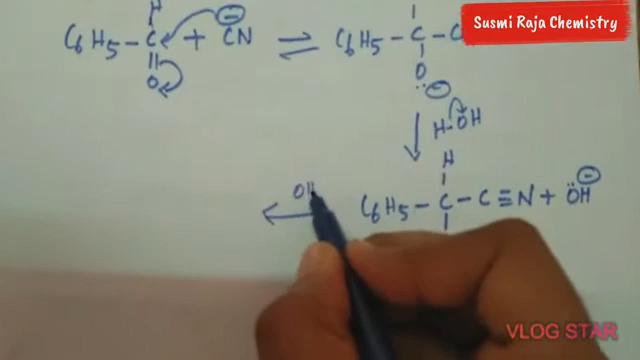 Susmi Raja Chemistry
H
C6H5 – C + CN ⇌ C6H5 – C – C
|| |
O O
H – OH
H
C6H5 – C – C ≡ N + OH
OH
VLOG STAR